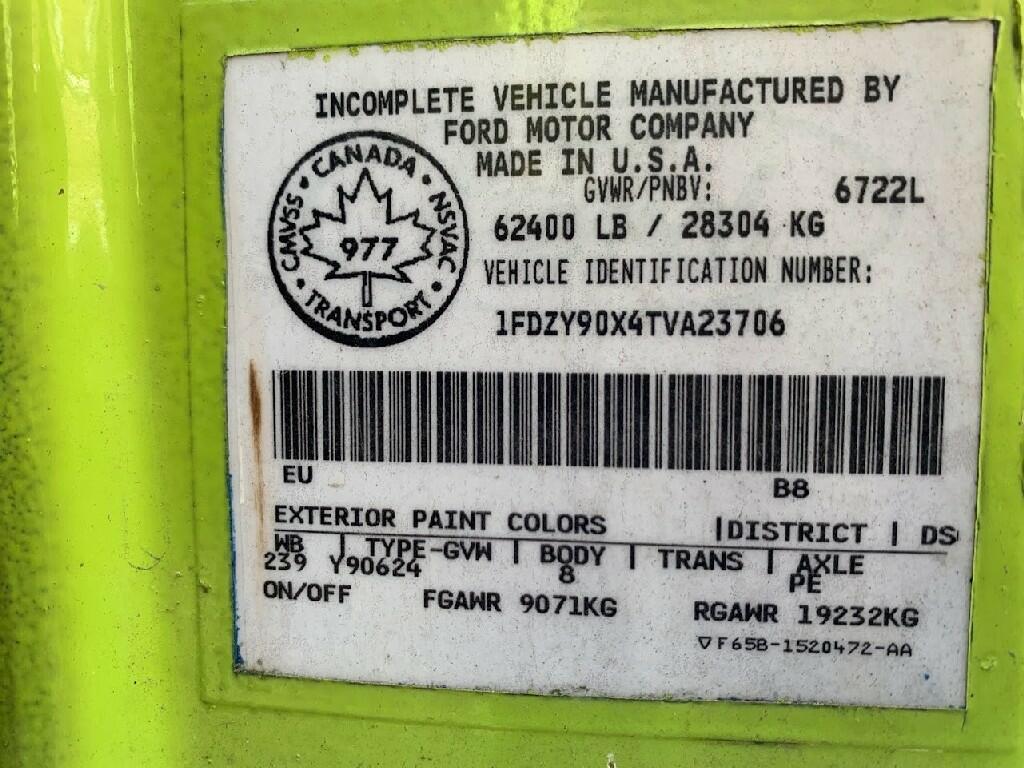 INCOMPLETE VEHICLE MANUFACTURED BY
FORD MOTOR COMPANY
MADE IN U.S.A.
CANADA • NSVAC • TRANSPORT • CMVSS •
977
GVWR/PNBV: 6722L
62400 LB / 28304 KG
VEHICLE IDENTIFICATION NUMBER:
1FDZY90X4TVA23706
EU B8
EXTERIOR PAINT COLORS |DISTRICT | DSO
WB | TYPE-GVW | BODY | TRANS | AXLE
239 Y90624 8 PE
ON/OFF FGAWR 9071KG RGAWR 19232KG
▽F65B-1520472-AA